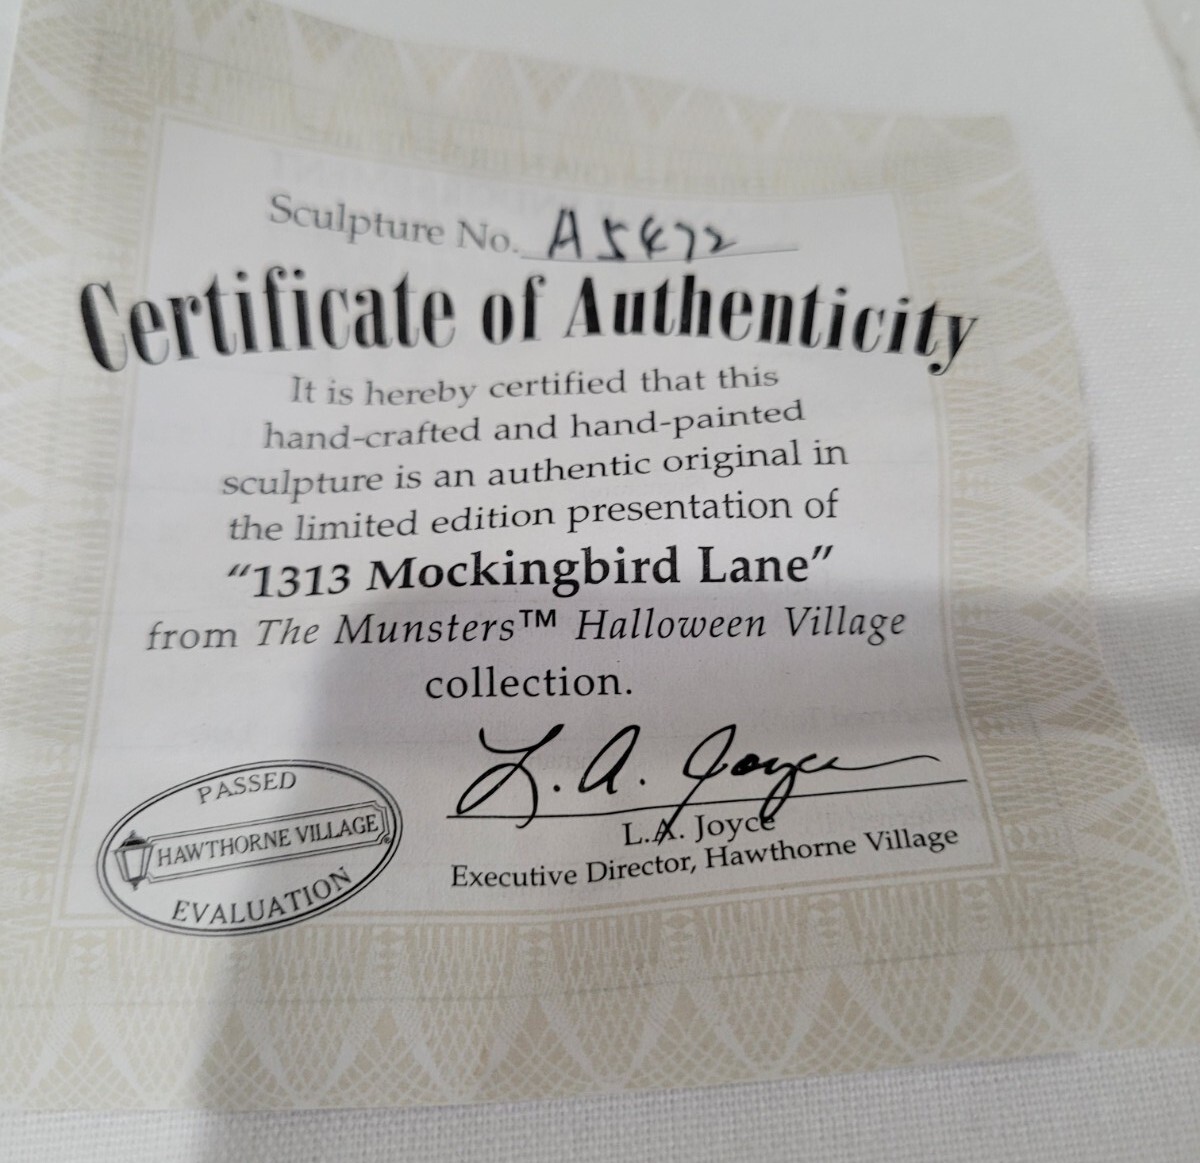 Sculpture No. A5472
Certificate of Authenticity
It is hereby certified that this
hand-crafted and hand-painted
sculpture is an authentic original in
the limited edition presentation of
“1313 Mockingbird Lane”
from The Munsters™ Halloween Village
collection.
L. A. Joyce
L.A. Joyce
Executive Director, Hawthorne Village
PASSED
HAWTHORNE VILLAGE®
EVALUATION